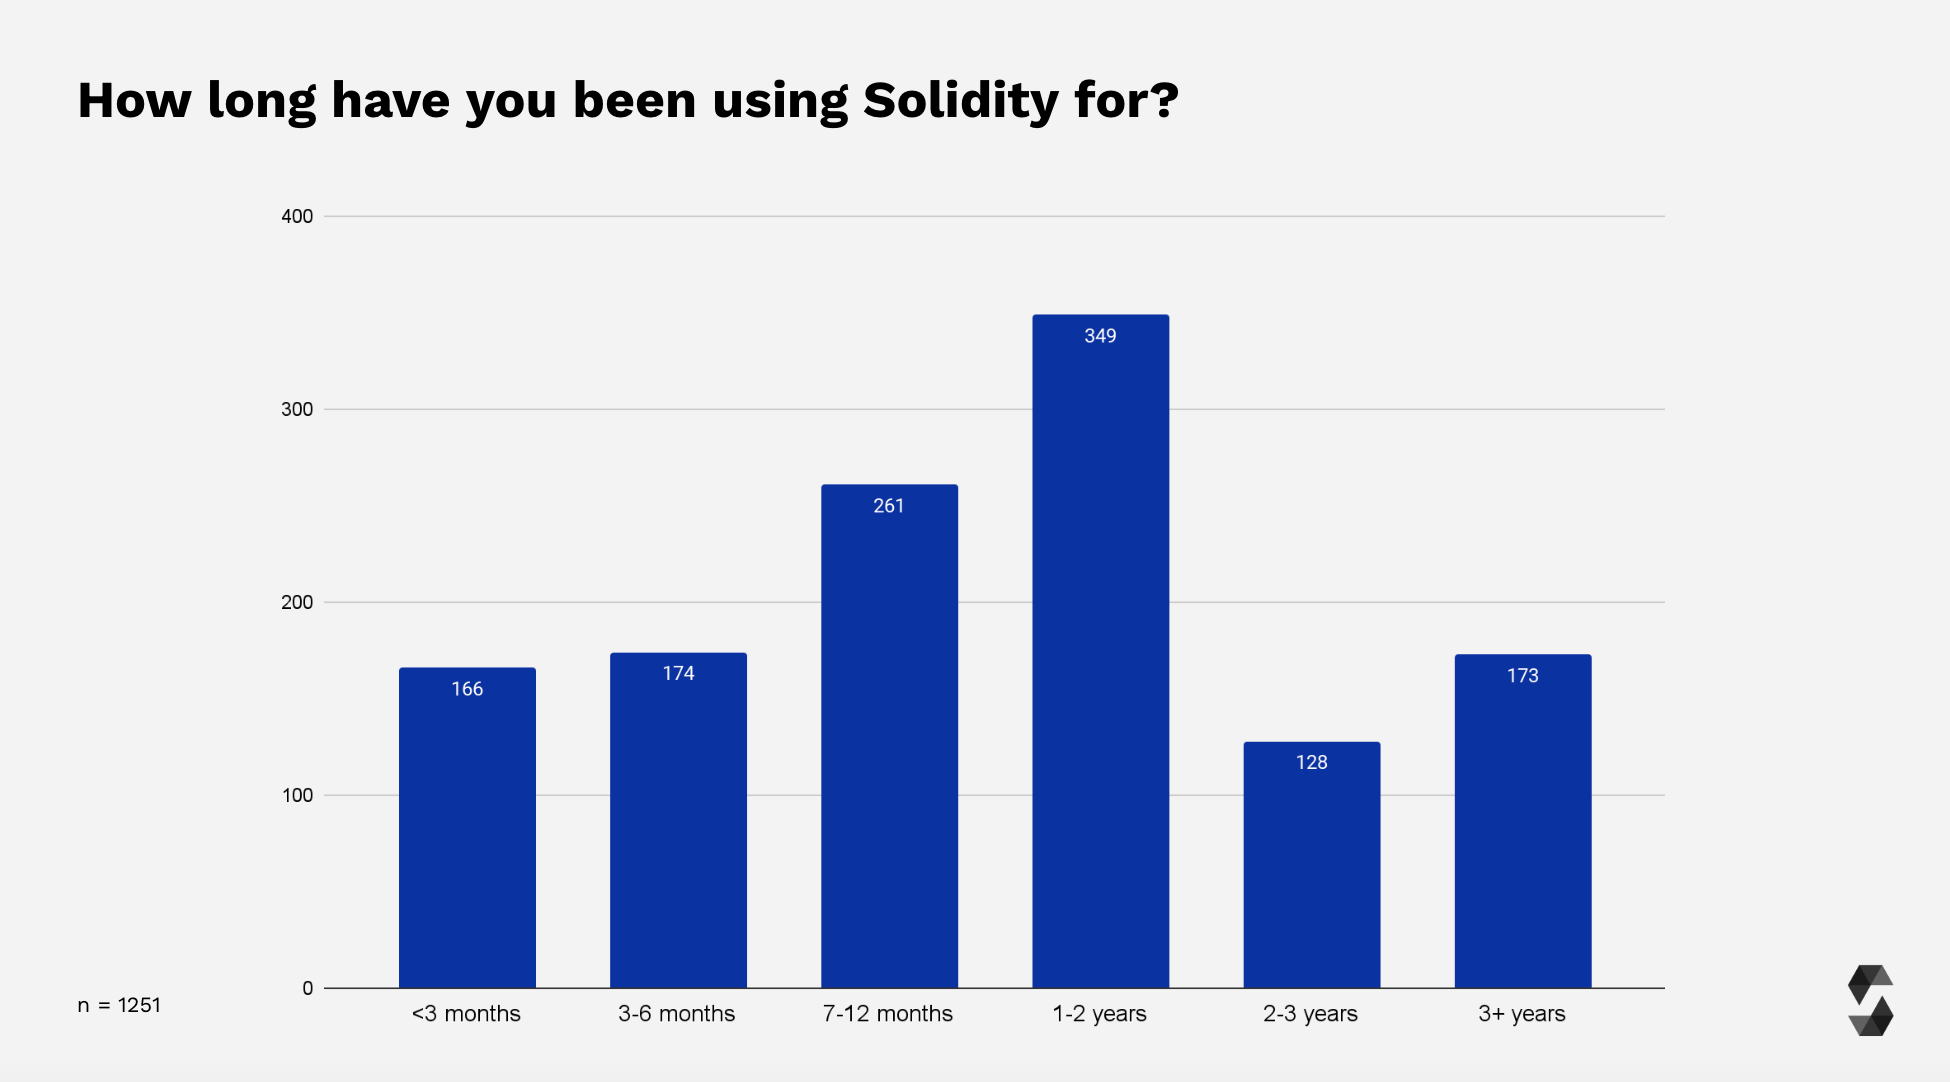 How long have you been using Solidity for?
400
300
200
100
0
349
261
166
174
128
173
<3 months
3-6 months
7-12 months
1-2 years
2-3 years
3+ years
n = 1251